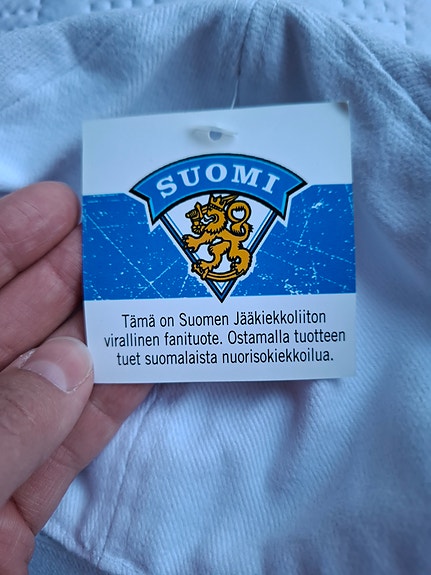 SUOMI
Tämä on Suomen Jääkiekkoliiton
virallinen fanituote. Ostamalla tuotteen
tuet suomalaista nuorisokiekkoilua.